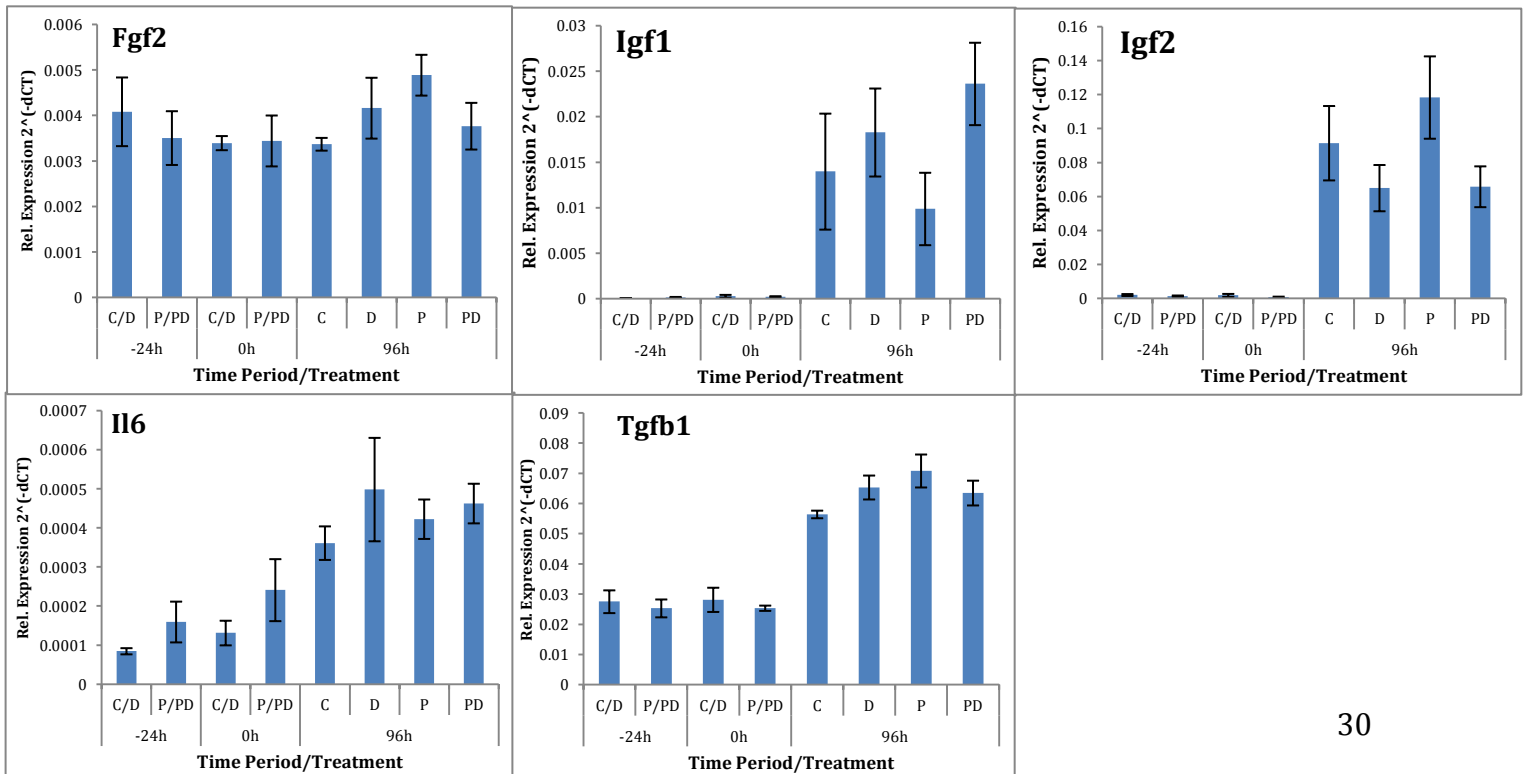 Fgf2
Rel. Expression 2^(-dCT)
0.006
0.005
0.004
0.003
0.002
0.001
0
C/D P/PD C/D P/PD C D P PD
-24h 0h 96h
Time Period/Treatment
Igf1
Rel. Expression 2^(-dCT)
0.03
0.025
0.02
0.015
0.01
0.005
0
C/D P/PD C/D P/PD C D P PD
-24h 0h 96h
Time Period/Treatment
Igf2
Rel. Expression 2^(-dCT)
0.16
0.14
0.12
0.1
0.08
0.06
0.04
0.02
0
C/D P/PD C/D P/PD C D P PD
-24h 0h 96h
Time Period/Treatment
Il6
Rel. Expression 2^(-dCT)
0.0007
0.0006
0.0005
0.0004
0.0003
0.0002
0.0001
0
C/D P/PD C/D P/PD C D P PD
-24h 0h 96h
Time Period/Treatment
Tgfb1
Rel. Expression 2^(-dCT)
0.09
0.08
0.07
0.06
0.05
0.04
0.03
0.02
0.01
0
C/D P/PD C/D P/PD C D P PD
-24h 0h 96h
Time Period/Treatment
30